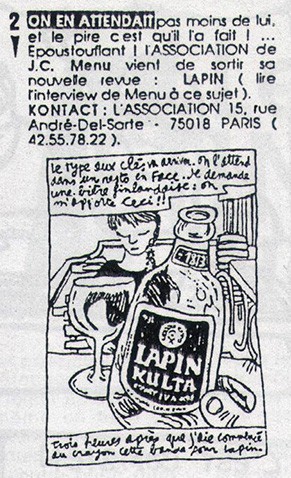 2 ON EN ATTENDAIT pas moins de lui,
et le pire c'est qu'il l'a fait ! ...
Epoustouflant ! l'ASSOCIATION de
J.C. Menu vient de sortir sa
nouvelle revue : LAPIN ( lire
l'interview de Menu à ce sujet ).
KONTACT : L'ASSOCIATION 15, rue
André-Del-Sarte - 75018 PARIS (
42.55.78.22 ).
Le type aux clés va arriver. On l'attend
dans un resto en face. Je demande
une bière finlandaise : on
m'apporte ceci !!
LAPIN
KULTA
Trois heures après que j'aie commencé
au crayon cette bande pour Lapin.